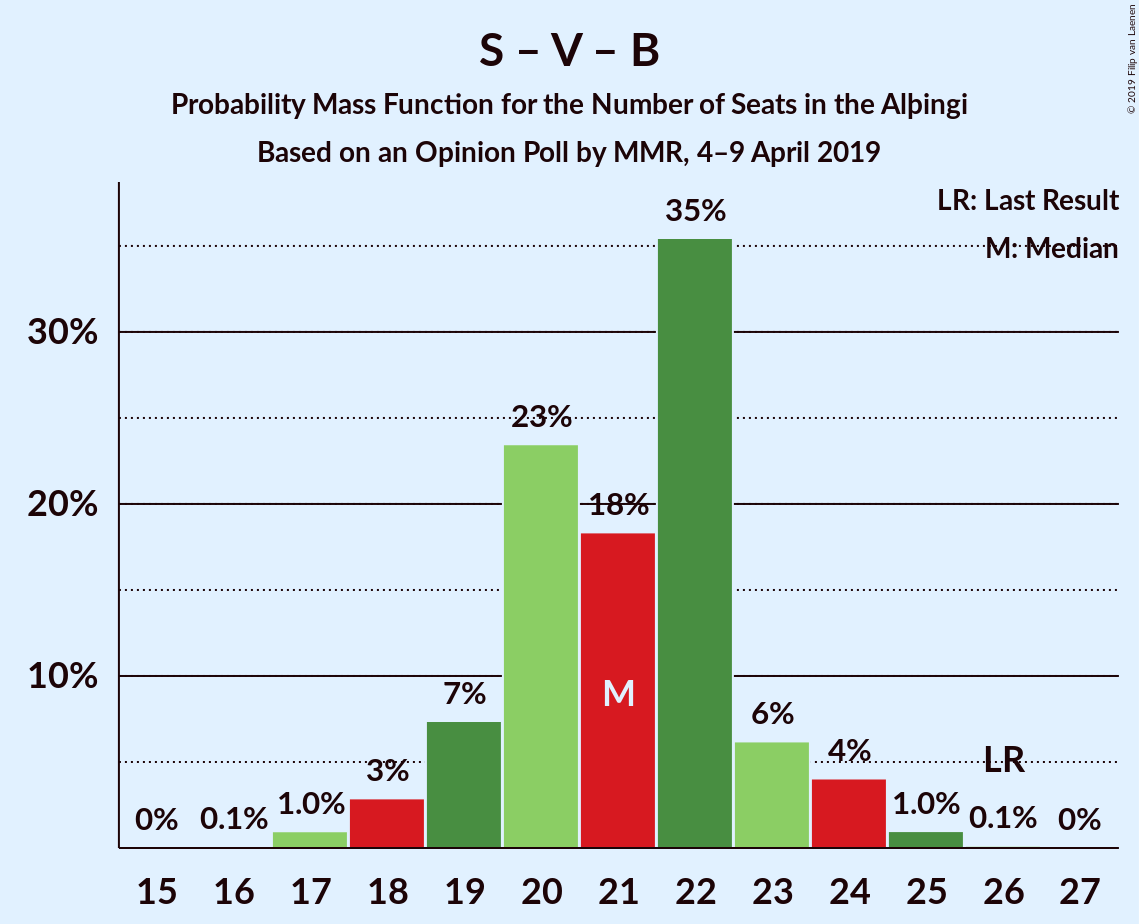 S – V – B
Probability Mass Function for the Number of Seats in the Alþingi
Based on an Opinion Poll by MMR, 4–9 April 2019
© 2019 Filip van Laenen
LR: Last Result
M: Median
35%
30%
23%
20%
18%
10%
M
7%
6%
4%
LR
3%
1.0%
1.0%
0%
0.1%
0.1%
0%
15 16 17 18 19 20 21 22 23 24 25 26 27